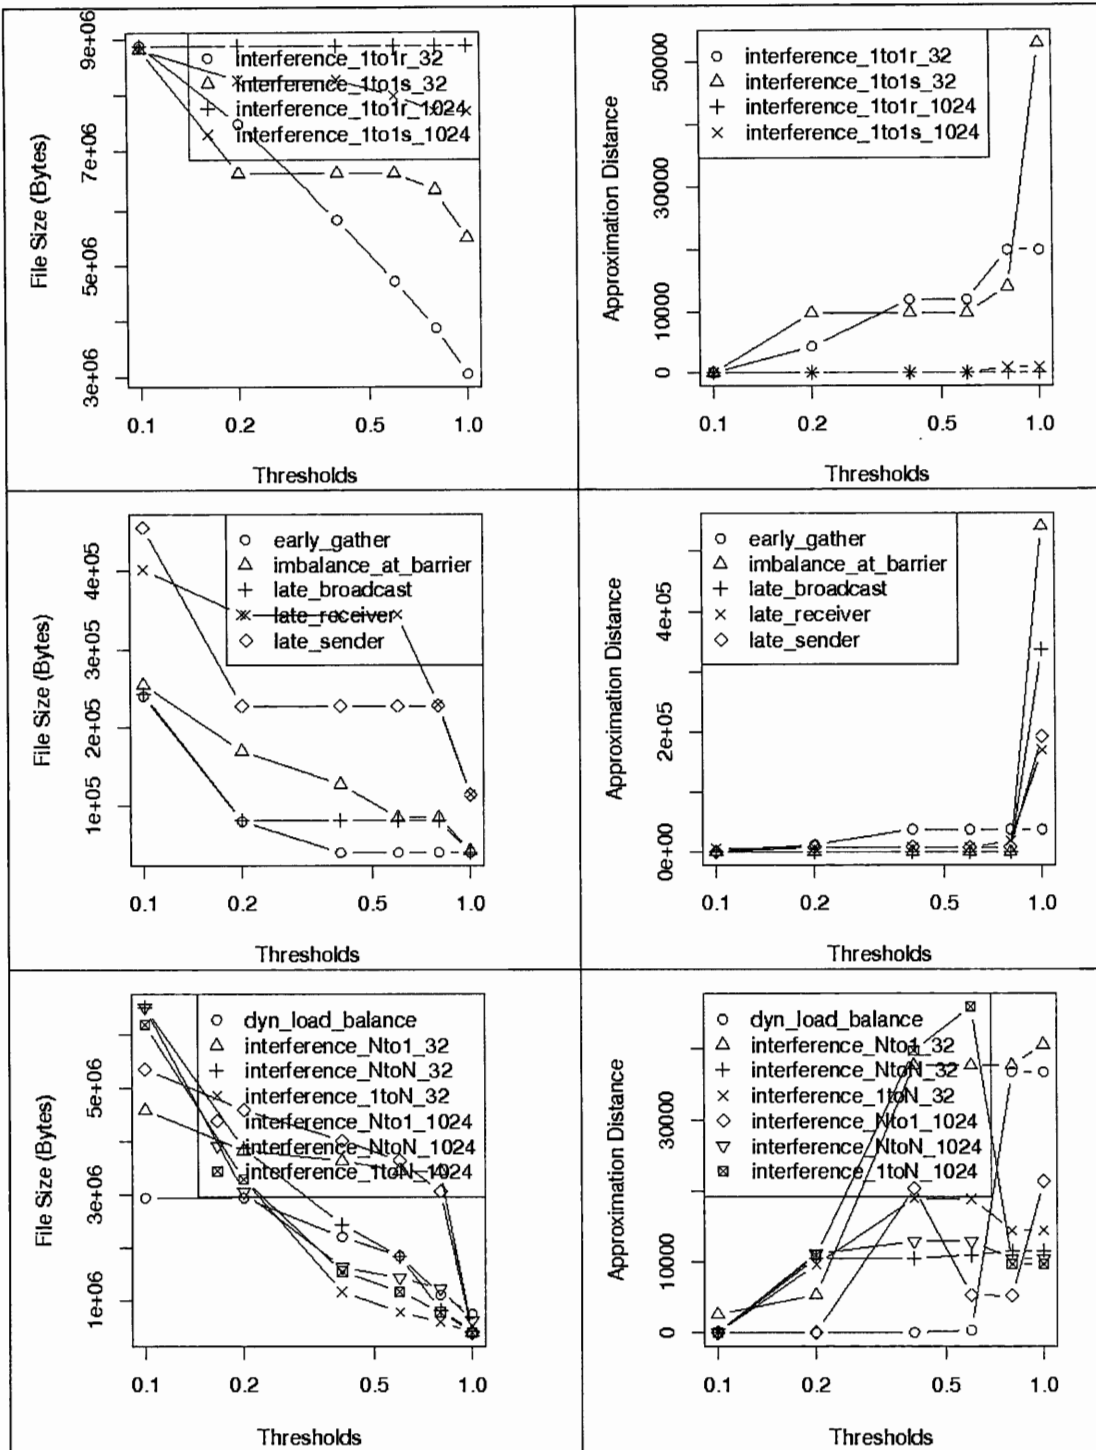 File Size (Bytes)
9e+06
7e+06
5e+06
3e+06
interference_1to1r_32
interference_1to1s_32
interference_1to1r_1024
interference_1to1s_1024
0.1 0.2 0.5 1.0
Thresholds
Approximation Distance
50000
30000
10000
0
interference_1to1r_32
interference_1to1s_32
interference_1to1r_1024
interference_1to1s_1024
0.1 0.2 0.5 1.0
Thresholds
File Size (Bytes)
4e+05
3e+05
2e+05
1e+05
early_gather
imbalance_at_barrier
late_broadcast
late_receiver
late_sender
0.1 0.2 0.5 1.0
Thresholds
Approximation Distance
4e+05
2e+05
0e+00
early_gather
imbalance_at_barrier
late_broadcast
late_receiver
late_sender
0.1 0.2 0.5 1.0
Thresholds
File Size (Bytes)
5e+06
3e+06
1e+06
dyn_load_balance
interference_Nto1_32
interference_NtoN_32
interference_1toN_32
interference_Nto1_1024
interference_NtoN_1024
interference_1toN_1024
0.1 0.2 0.5 1.0
Thresholds
Approximation Distance
30000
10000
0
dyn_load_balance
interference_Nto1_32
interference_NtoN_32
interference_1toN_32
interference_Nto1_1024
interference_NtoN_1024
interference_1toN_1024
0.1 0.2 0.5 1.0
Thresholds